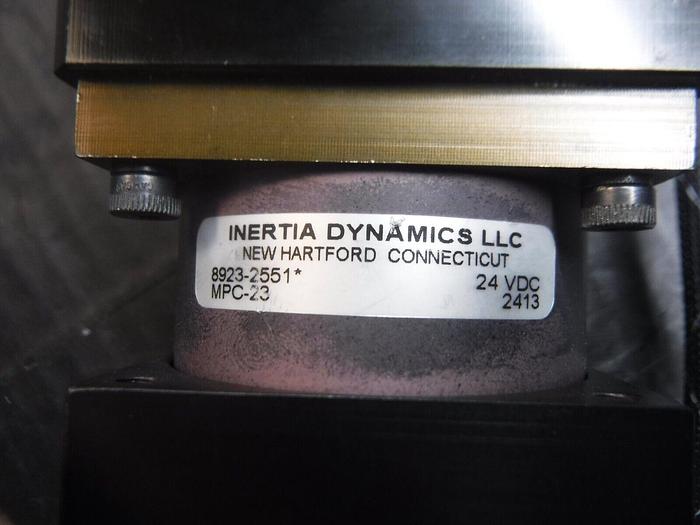 INERTIA DYNAMICS LLC
NEW HARTFORD CONNECTICUT
8923-2551* 24 VDC
MPC-23 2413